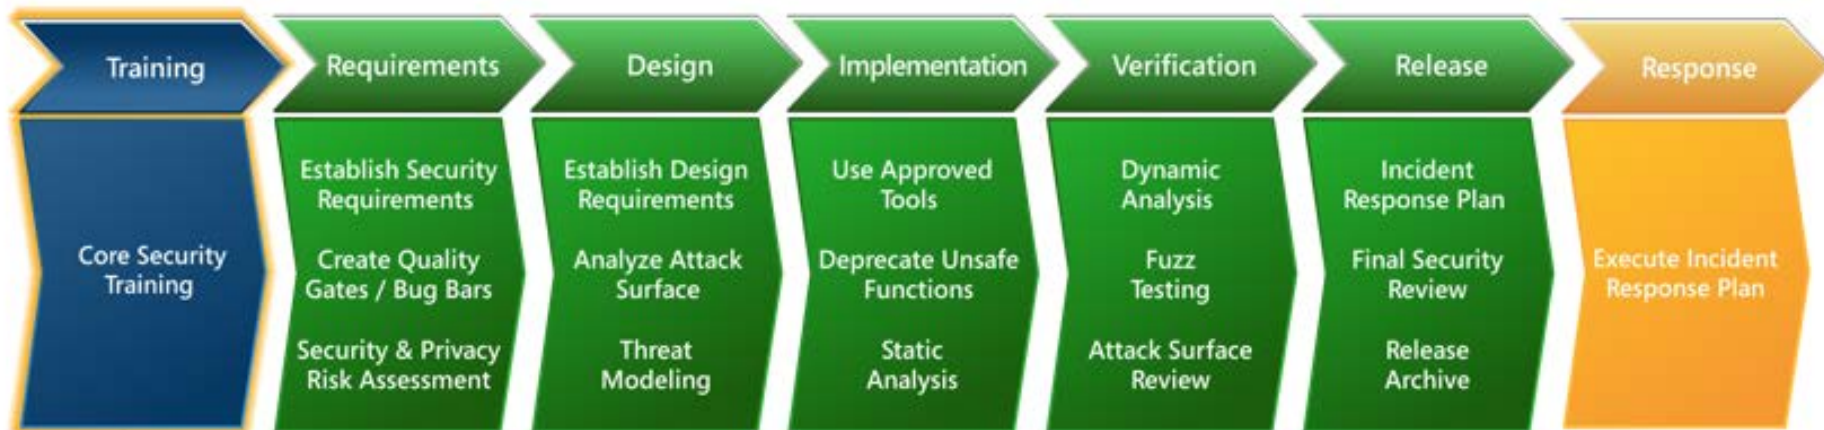 Training
Requirements
Design
Implementation
Verification
Release
Response
Core Security
Training
Establish Security
Requirements
Create Quality
Gates / Bug Bars
Security & Privacy
Risk Assessment
Establish Design
Requirements
Analyze Attack
Surface
Threat
Modeling
Use Approved
Tools
Deprecate Unsafe
Functions
Static
Analysis
Dynamic
Analysis
Fuzz
Testing
Attack Surface
Review
Incident
Response Plan
Final Security
Review
Release
Archive
Execute Incident
Response Plan